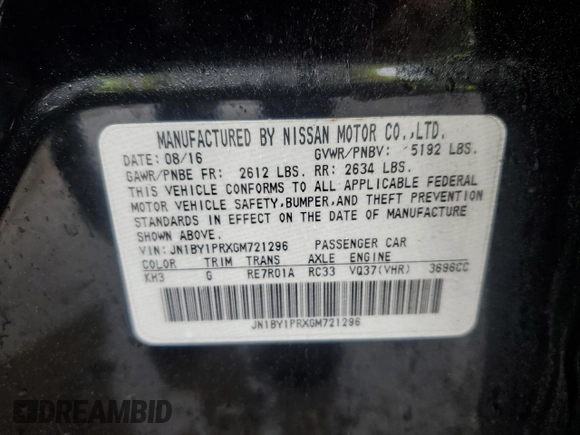 MANUFACTURED BY NISSAN MOTOR CO.,LTD.
DATE: 08/16 GVWR/PNBV: 5192 LBS.
GAWR/PNBE FR: 2612 LBS. RR: 2634 LBS.
THIS VEHICLE CONFORMS TO ALL APPLICABLE FEDERAL
MOTOR VEHICLE SAFETY,BUMPER,AND THEFT PREVENTION
STANDARDS IN EFFECT ON THE DATE OF MANUFACTURE
SHOWN ABOVE.
VIN: JN1BY1PRXGM721296 PASSENGER CAR
COLOR TRIM TRANS AXLE ENGINE
KH3 G RE7R01A RC33 VQ37(VHR) 3696CC
JN1BY1PRXGM721296
DREAMBID